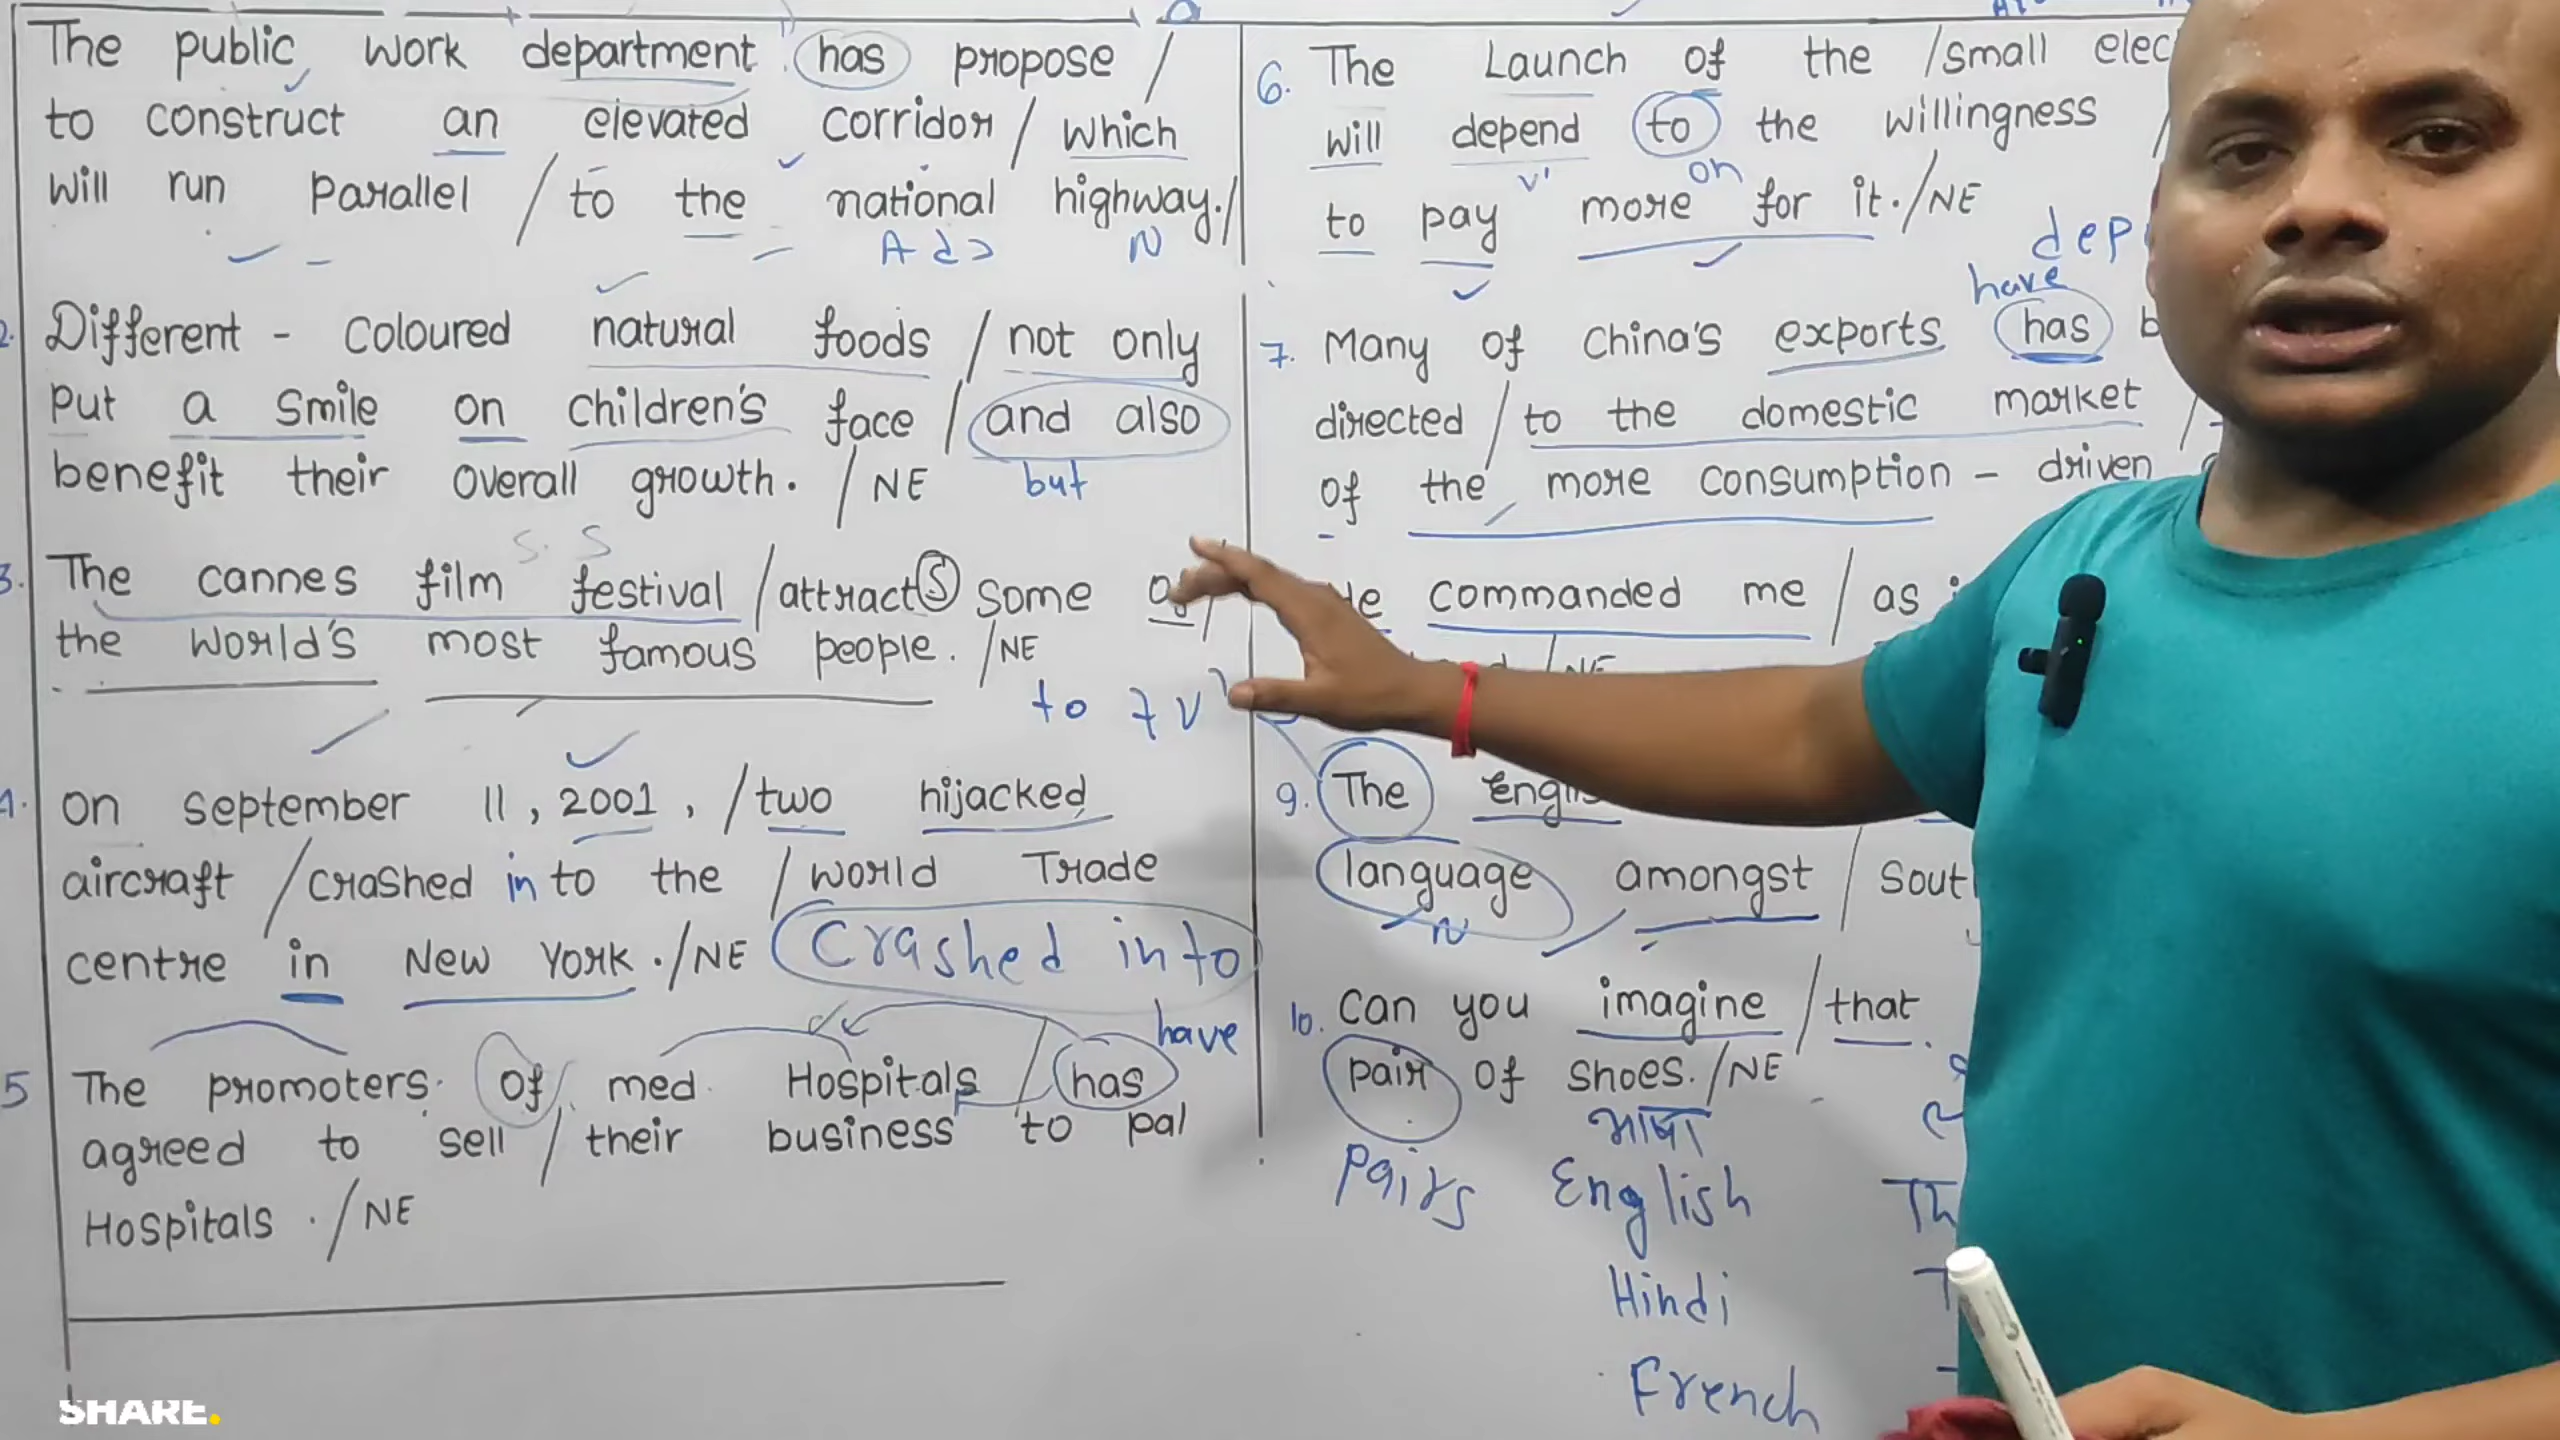 The public work department has propose /
to construct an elevated corridor / which
will run parallel / to the national highway./
Adj N
2. Different - coloured natural foods / not only
put a smile on children's face / and also
benefit their overall growth. / NE but
S. S
3. The cannes film festival / attracts some of /
the world's most famous people. / NE
to + V
4. on september 11, 2001, / two hijacked
aircraft / crashed into the / world Trade
centre in New York. / NE Crashed into
have
5 The promoters of med Hospitals / has
agreed to sell / their business to pal
Hospitals . / NE
6. The Launch of the / small elec
will depend to the willingness /
V' on
to pay more for it. / NE
dep
have
7. Many of china's exports has b
directed / to the domestic market /
of the more consumption - driven
commanded me / as
/ NE
9. The
language amongst / sout
N
10. can you imagine / that
pair of shoes. / NE
भाषा
Pairs English Th
Hindi
French
SHARE.